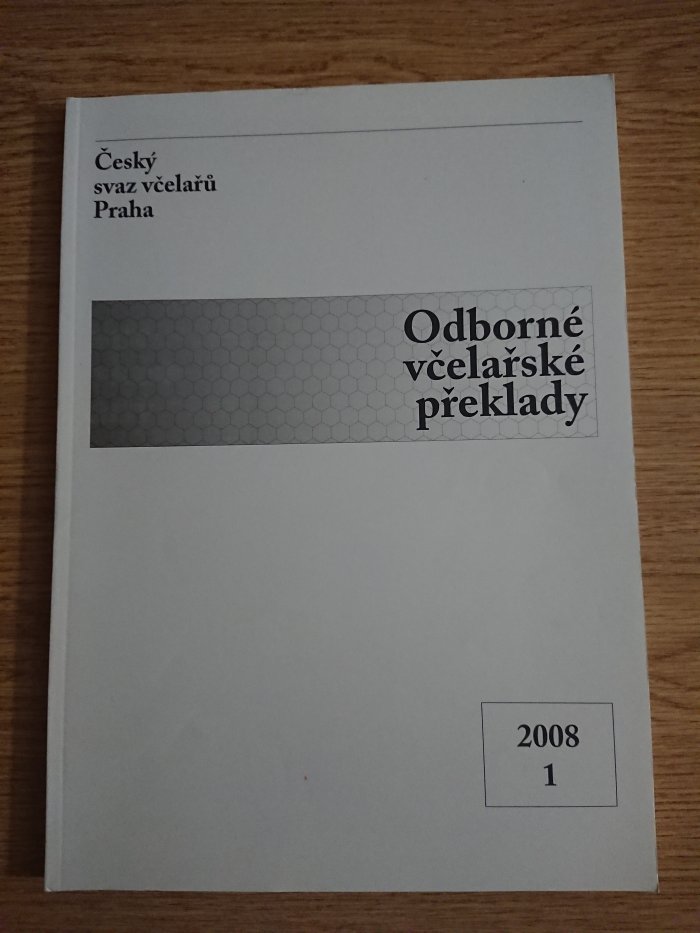 Český
svaz včelařů
Praha
Odborné
včelařské
překlady
2008
1